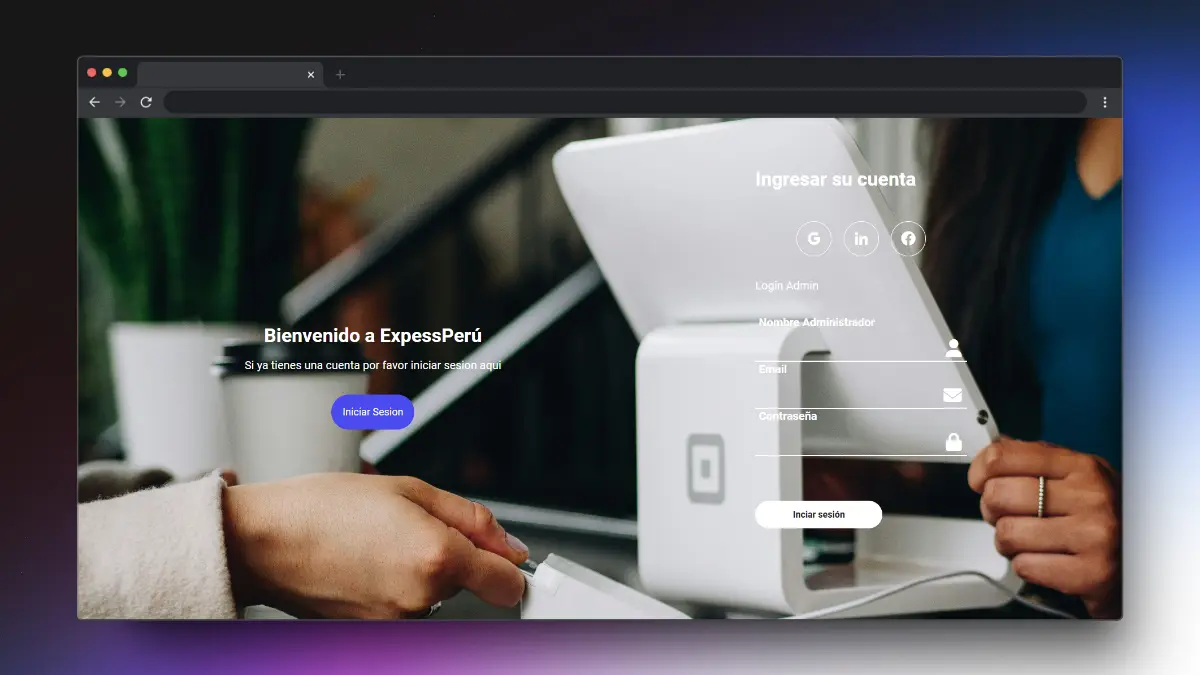 Ingresar su cuenta
Login Admin
Nombre Administrador
Email
Contraseña
Inciar sesión
Bienvenido a ExpessPerú
Si ya tienes una cuenta por favor iniciar sesion aqui
Iniciar Sesion